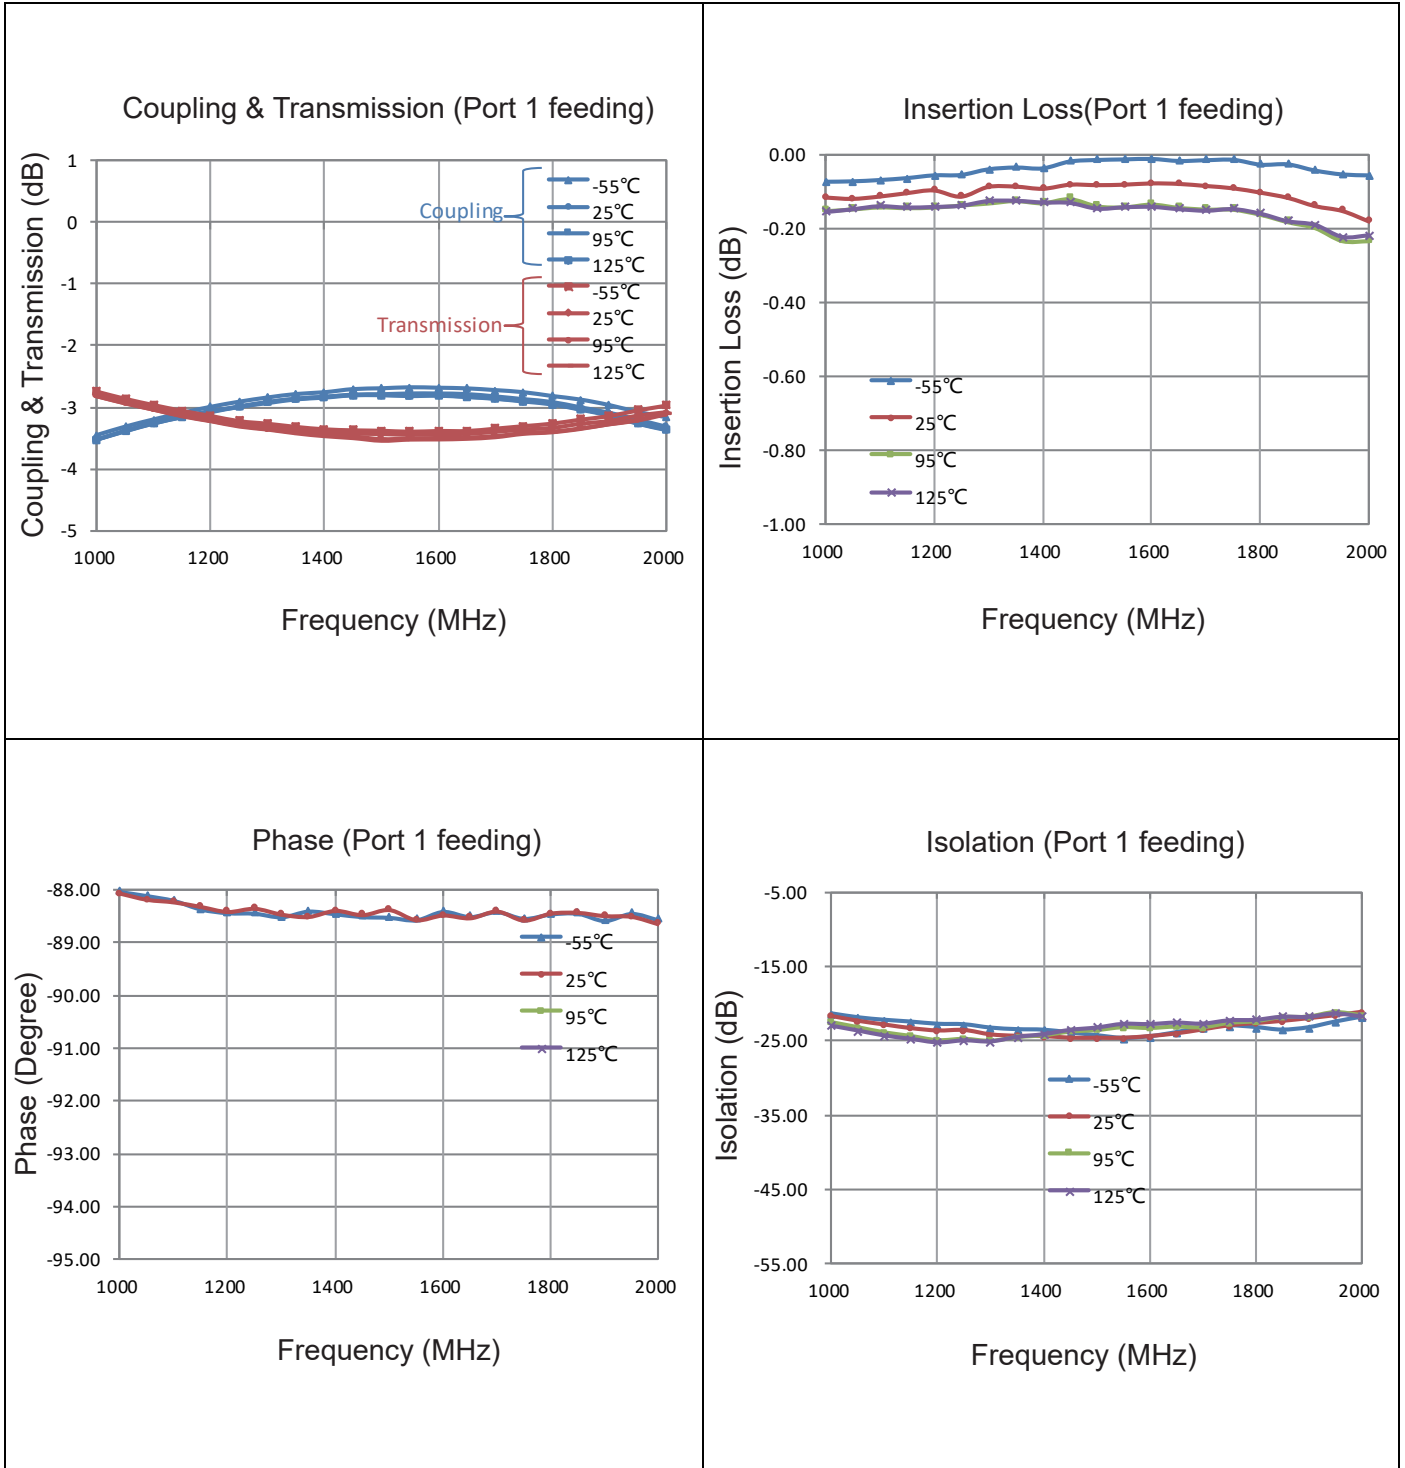 Coupling & Transmission (Port 1 feeding)
Coupling & Transmission (dB)
1
0
-1
-2
-3
-4
-5
Coupling
-55℃
25℃
95℃
125℃
Transmission
-55℃
25℃
95℃
125℃
1000 1200 1400 1600 1800 2000
Frequency (MHz)
Insertion Loss(Port 1 feeding)
Insertion Loss (dB)
0.00
-0.20
-0.40
-0.60
-0.80
-1.00
-55℃
25℃
95℃
125℃
1000 1200 1400 1600 1800 2000
Frequency (MHz)
Phase (Port 1 feeding)
Phase (Degree)
-88.00
-89.00
-90.00
-91.00
-92.00
-93.00
-94.00
-95.00
-55℃
25℃
95℃
125℃
1000 1200 1400 1600 1800 2000
Frequency (MHz)
Isolation (Port 1 feeding)
Isolation (dB)
-5.00
-15.00
-25.00
-35.00
-45.00
-55.00
-55℃
25℃
95℃
125℃
1000 1200 1400 1600 1800 2000
Frequency (MHz)